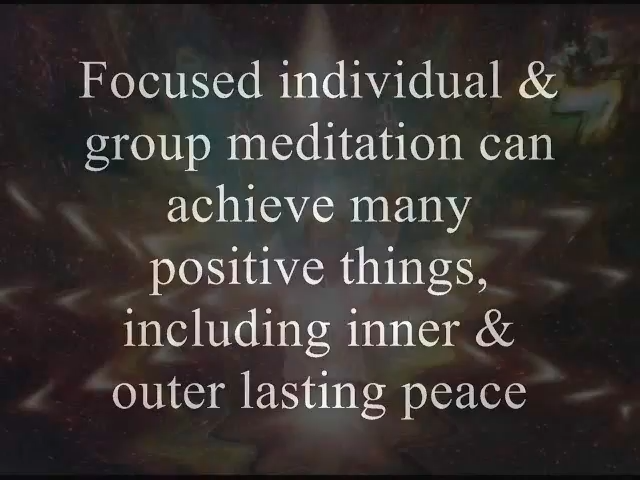 Focused individual &
group meditation can
achieve many
positive things,
including inner &
outer lasting peace